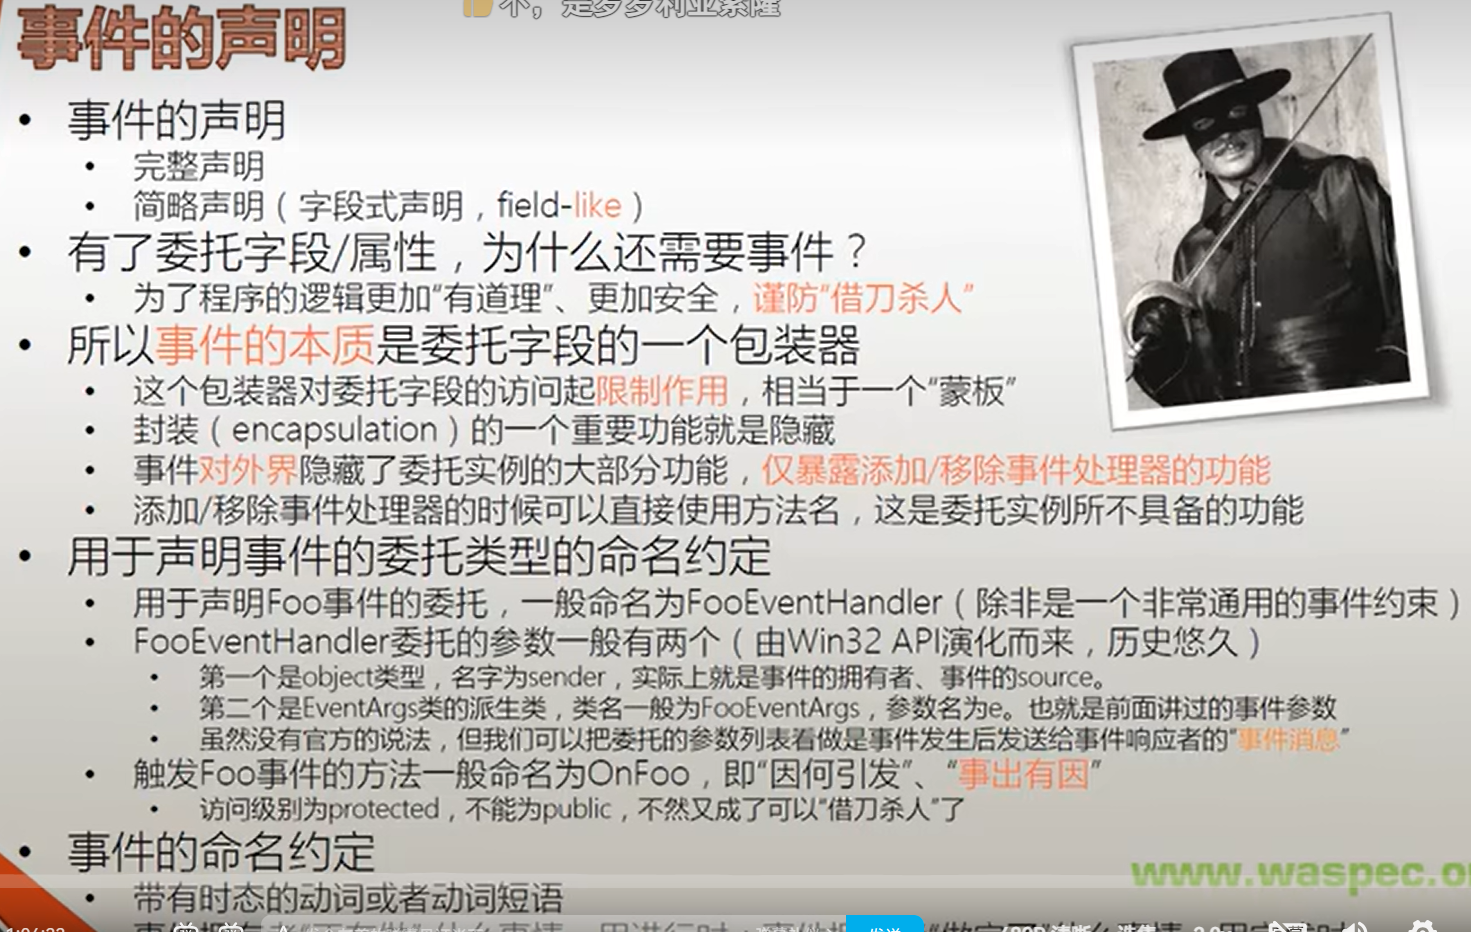 不，是多多利亚索隆
事件的声明
• 事件的声明
• 完整声明
• 简略声明（字段式声明，field-like）
• 有了委托字段/属性，为什么还需要事件？
• 为了程序的逻辑更加“有道理”、更加安全，谨防“借刀杀人”
• 所以事件的本质是委托字段的一个包装器
• 这个包装器对委托字段的访问起限制作用，相当于一个“蒙板”
• 封装（encapsulation）的一个重要功能就是隐藏
• 事件对外界隐藏了委托实例的大部分功能，仅暴露添加/移除事件处理器的功能
• 添加/移除事件处理器的时候可以直接使用方法名，这是委托实例所不具备的功能
• 用于声明事件的委托类型的命名约定
• 用于声明Foo事件的委托，一般命名为FooEventHandler（除非是一个非常通用的事件约束）
• FooEventHandler委托的参数一般有两个（由Win32 API演化而来，历史悠久）
• 第一个是object类型，名字为sender，实际上就是事件的拥有者、事件的source。
• 第二个是EventArgs类的派生类，类名一般为FooEventArgs，参数名为e。也就是前面讲过的事件参数
• 虽然没有官方的说法，但我们可以把委托的参数列表看做是事件发生后发送给事件响应者的“事件消息”
• 触发Foo事件的方法一般命名为OnFoo，即“因何引发”、“事出有因”
• 访问级别为protected，不能为public，不然又成了可以“借刀杀人”了
• 事件的命名约定
www.waspec.o
• 带有时态的动词或者动词短语